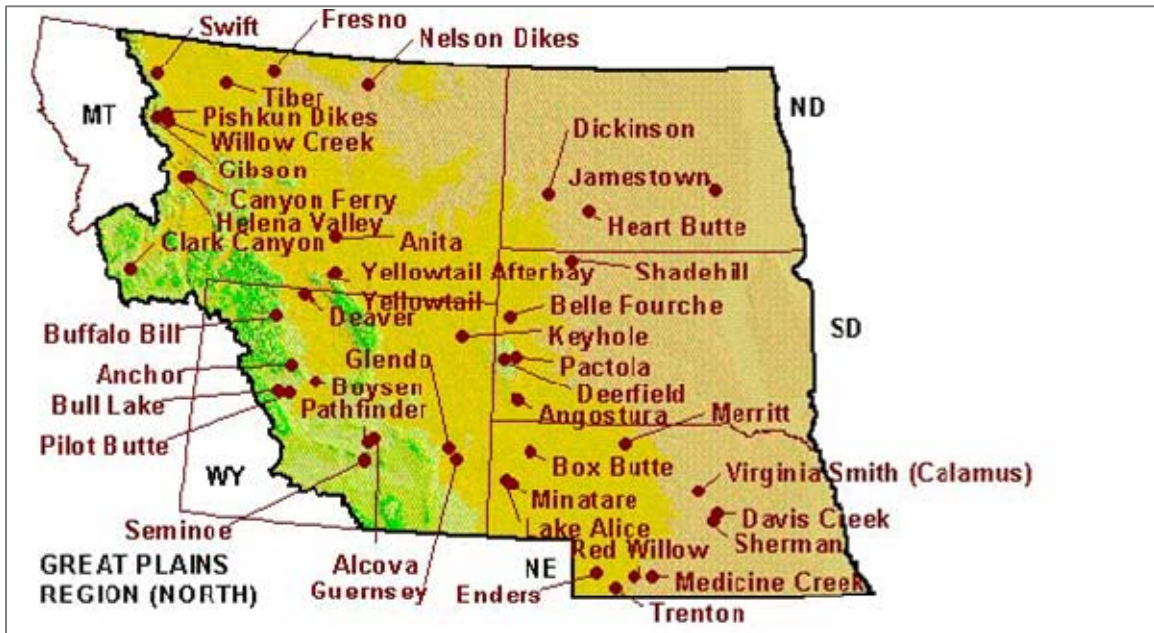 Swift
Fresno
Nelson Dikes
Tiber
MT
Pishkun Dikes
Willow Creek
Gibson
Canyon Ferry
Helena Valley
Clark Canyon
Anita
Yellowtail Afterbay
Yellowtail
Deaver
Buffalo Bill
Anchor
Bull Lake
Pilot Butte
Boysen
Pathfinder
Glendo
WY
Seminoe
Alcova
Guernsey
ND
Dickinson
Jamestown
Heart Butte
Shadehill
Belle Fourche
SD
Keyhole
Pactola
Deerfield
Angostura
Merritt
Box Butte
Virginia Smith (Calamus)
Minatare
Lake Alice
Davis Creek
Sherman
Red Willow
NE
Enders
Medicine Creek
Trenton
GREAT PLAINS
REGION (NORTH)